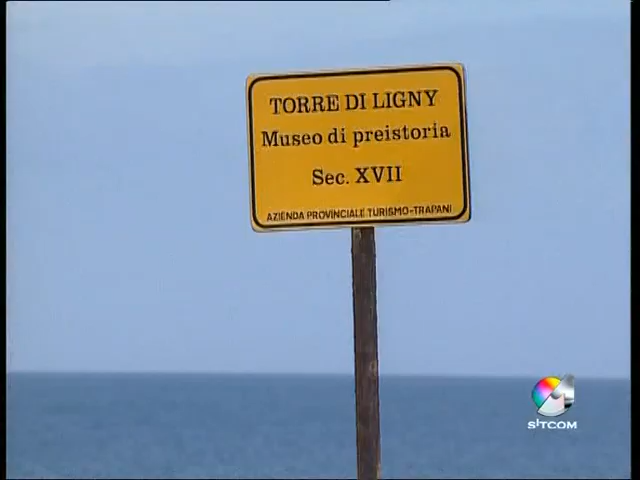 TORRE DI LIGNY
Museo di preistoria
Sec. XVII
AZIENDA PROVINCIALE TURISMO-TRAPANI
SITCOM